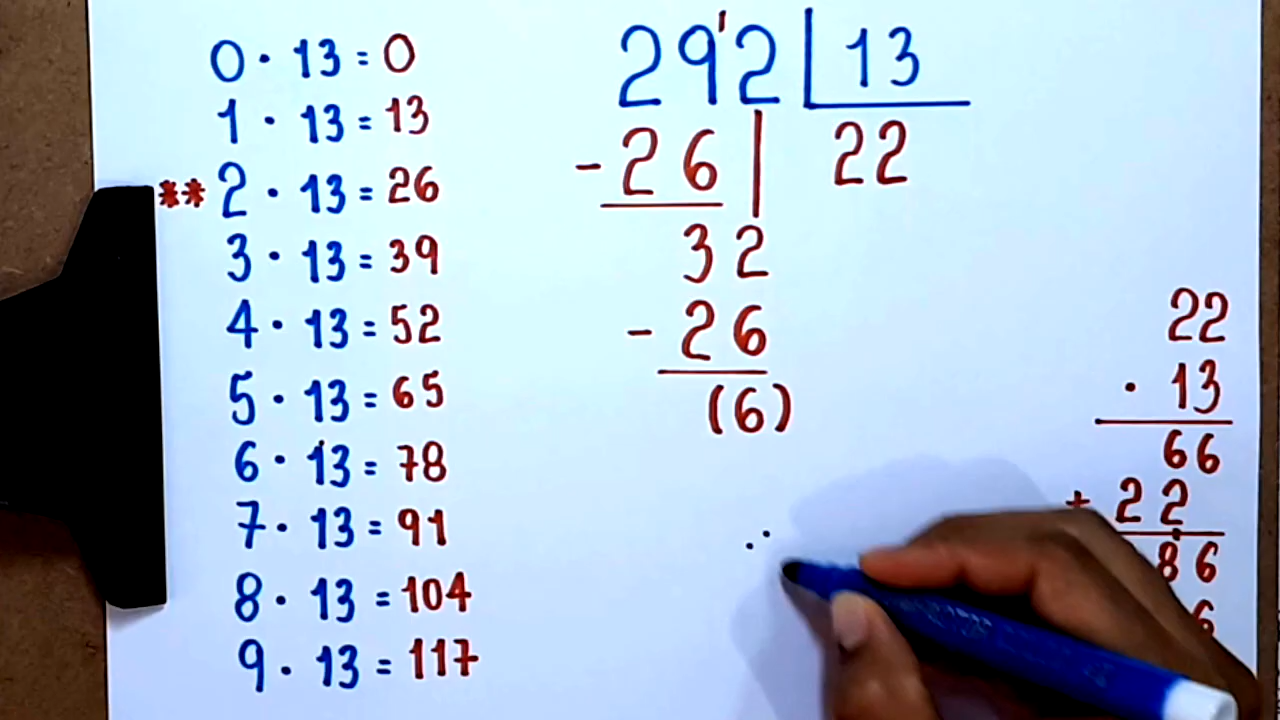 0 · 13 = 0
1 · 13 = 13
** 2 · 13 = 26
3 · 13 = 39
4 · 13 = 52
5 · 13 = 65
6 · 13 = 78
7 · 13 = 91
8 · 13 = 104
9 · 13 = 117
29'2 | 13
- 26 | 22
32
- 26
(6)
∴
22
· 13
66
+ 22
86
6